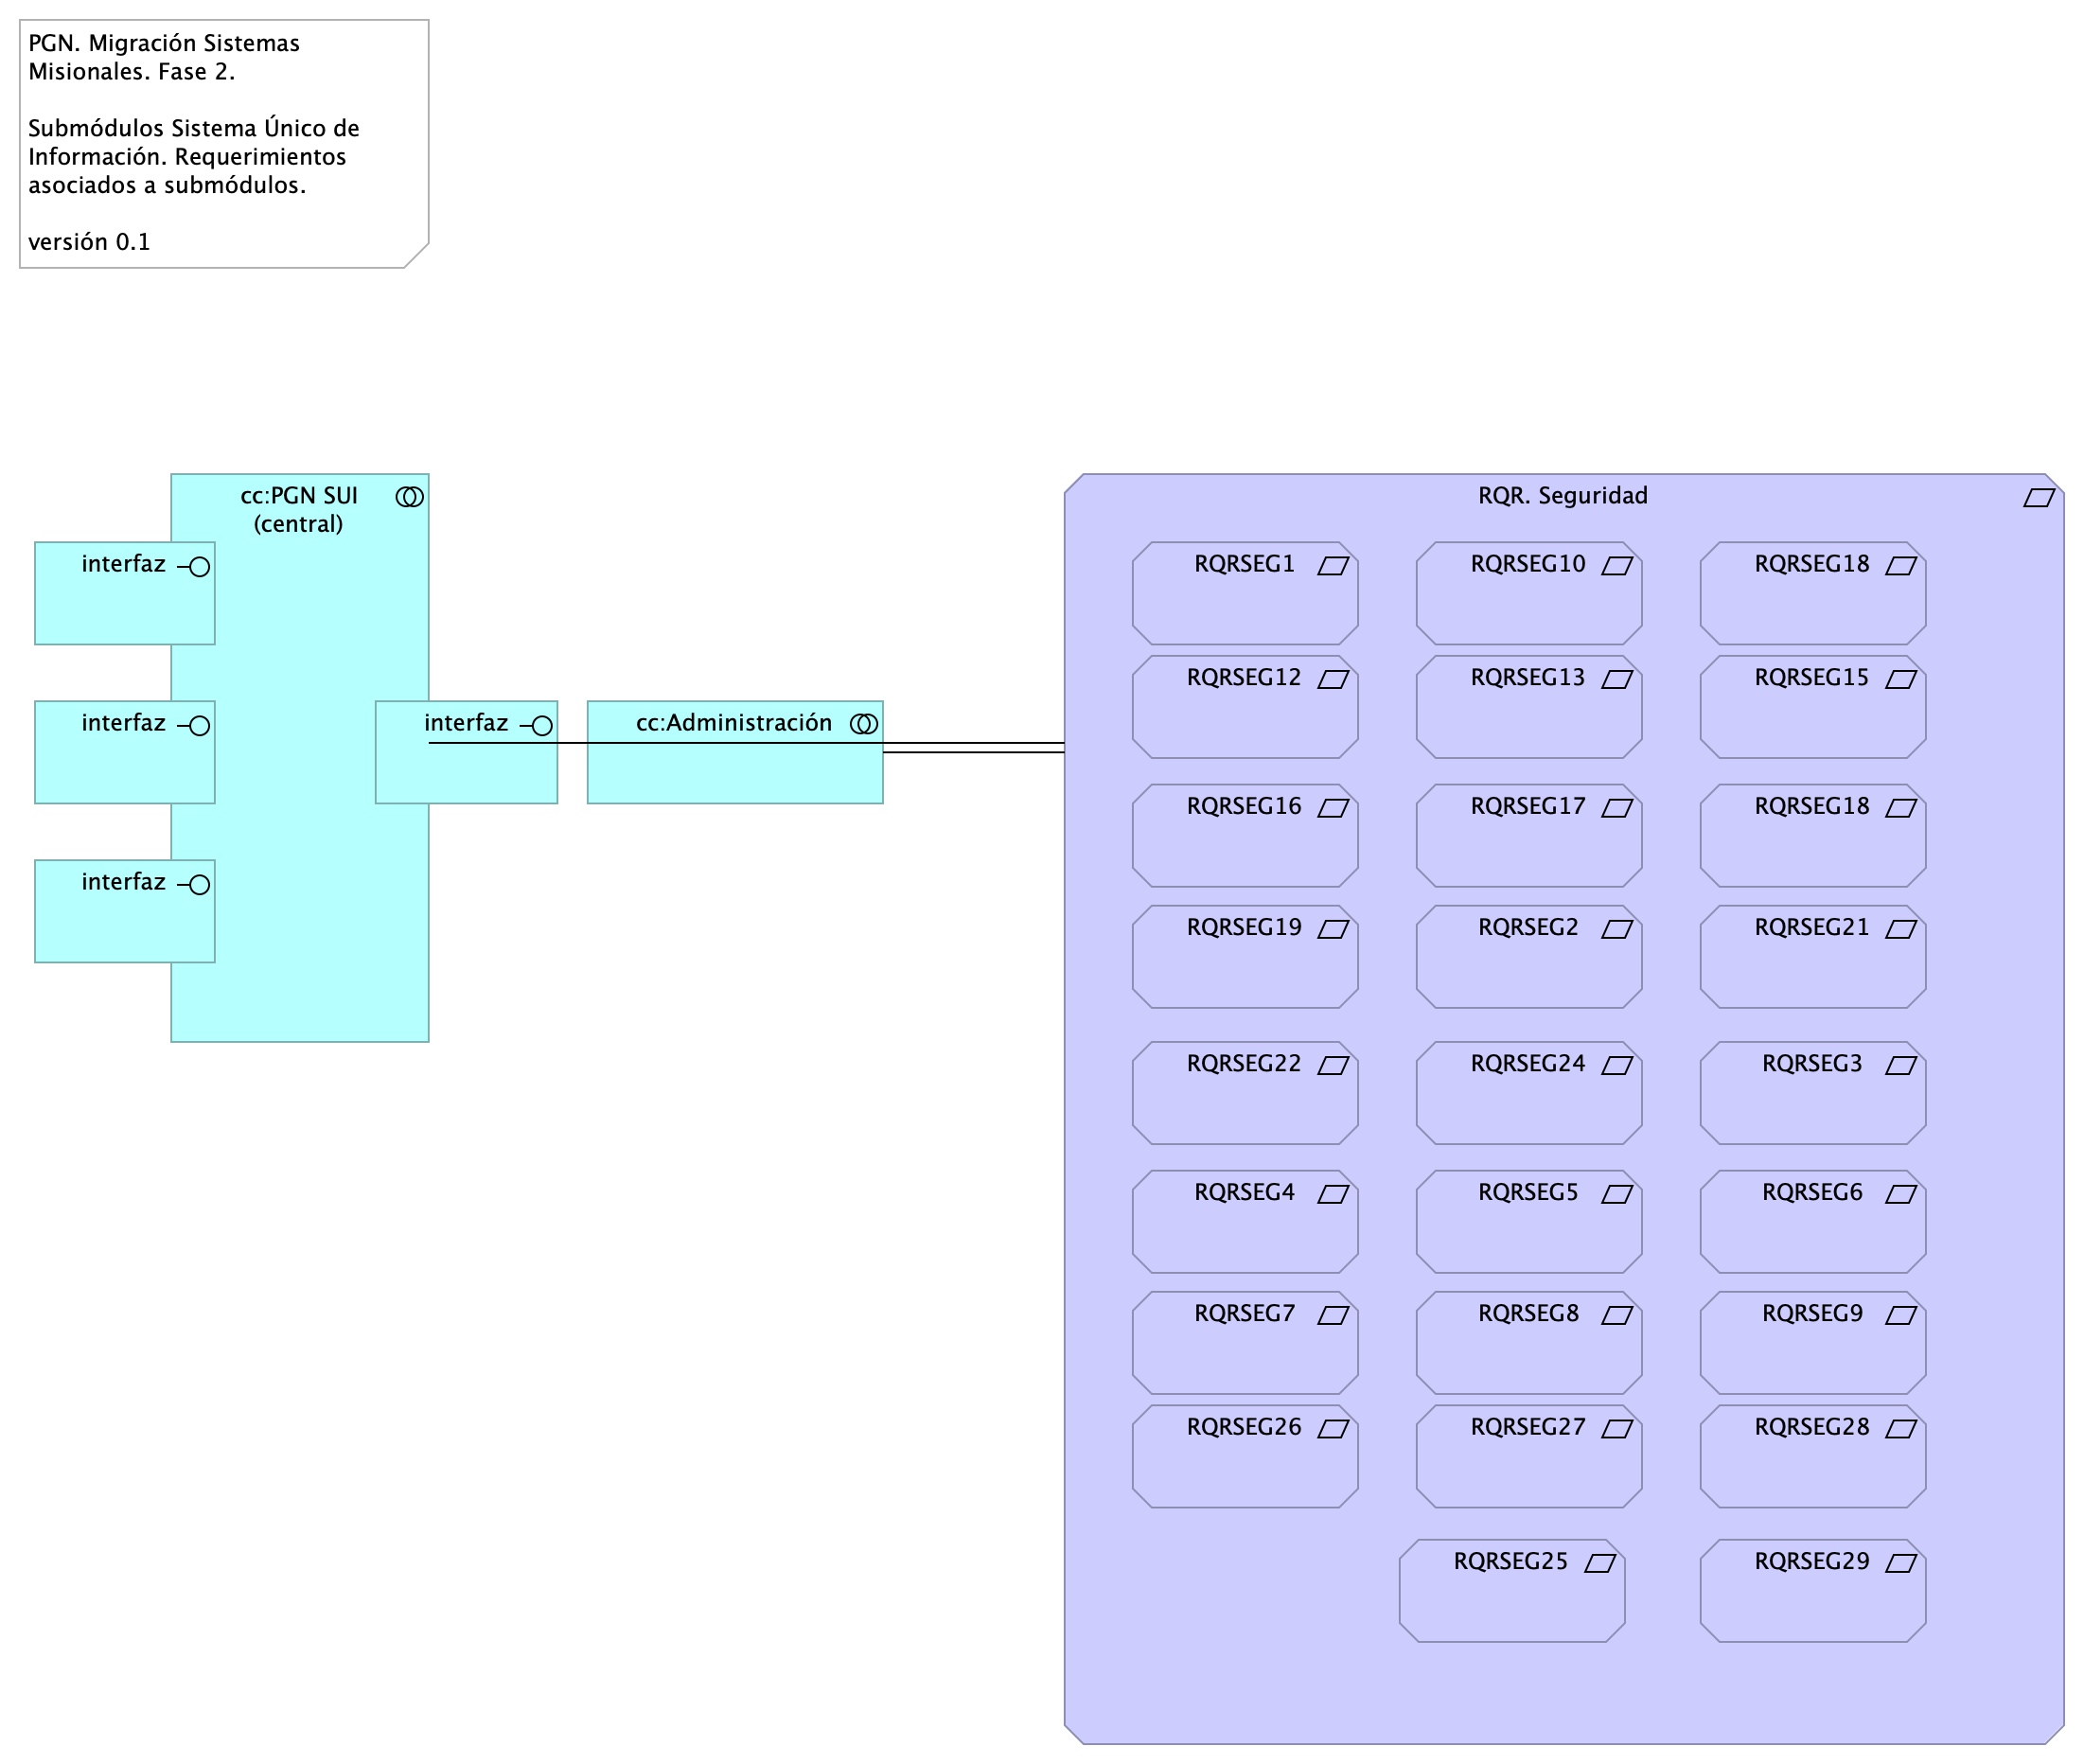 PGN. Migración Sistemas
Misionales. Fase 2.
Submódulos Sistema Único de
Información. Requerimientos
asociados a submódulos.
versión 0.1
cc:PGN SUI
(central)
interfaz
interfaz
interfaz
interfaz
cc:Administración
RQR. Seguridad
RQRSEG1
RQRSEG10
RQRSEG18
RQRSEG12
RQRSEG13
RQRSEG15
RQRSEG16
RQRSEG17
RQRSEG18
RQRSEG19
RQRSEG2
RQRSEG21
RQRSEG22
RQRSEG24
RQRSEG3
RQRSEG4
RQRSEG5
RQRSEG6
RQRSEG7
RQRSEG8
RQRSEG9
RQRSEG26
RQRSEG27
RQRSEG28
RQRSEG25
RQRSEG29